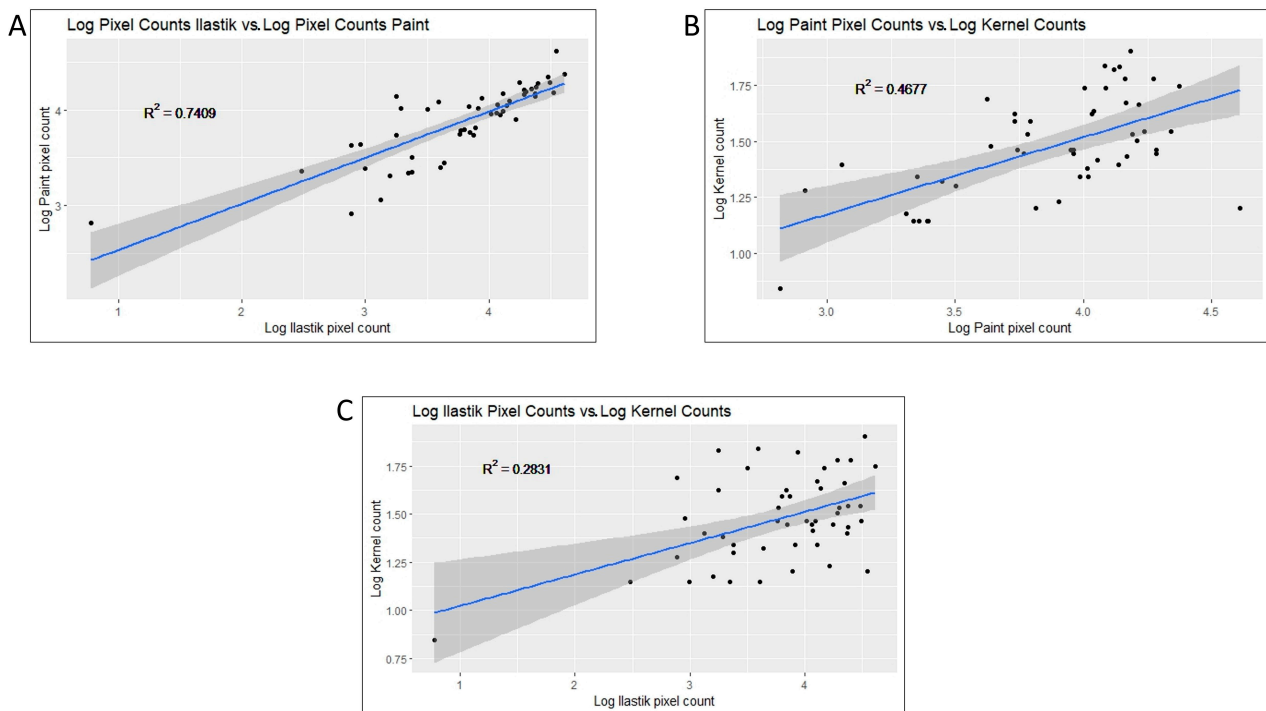 A
Log Pixel Counts Ilastik vs. Log Pixel Counts Paint
R² = 0.7409
Log Paint pixel count
4
3
1
2
3
4
Log Ilastik pixel count
B
Log Paint Pixel Counts vs. Log Kernel Counts
R² = 0.4677
Log Kernel count
1.75
1.50
1.25
1.00
3.0
3.5
4.0
4.5
Log Paint pixel count
C
Log Ilastik Pixel Counts vs. Log Kernel Counts
R² = 0.2831
Log Kernel count
1.75
1.50
1.25
1.00
0.75
1
2
3
4
Log Ilastik pixel count